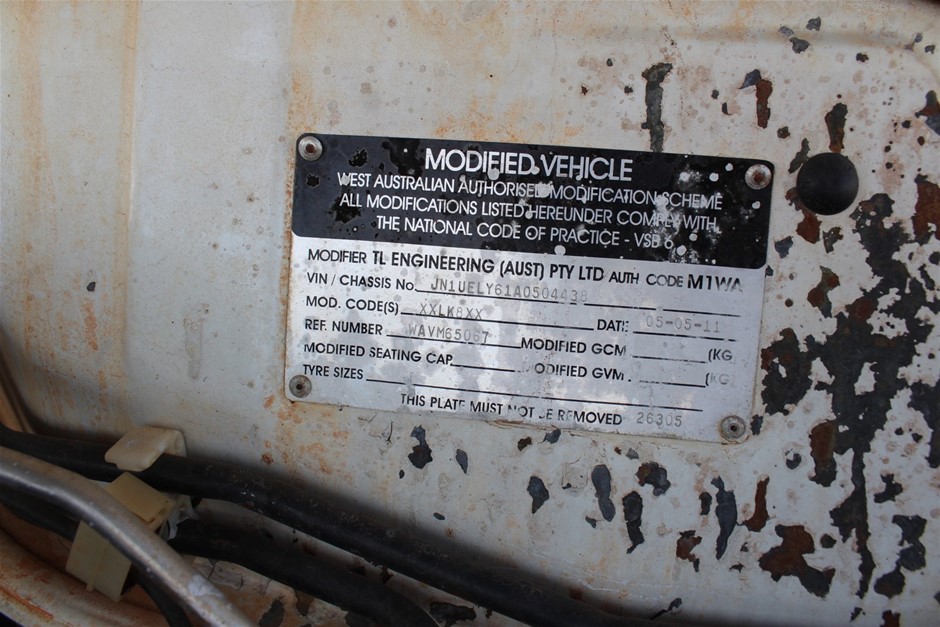 MODIFIED VEHICLE
WEST AUSTRALIAN AUTHORISED MODIFICATION SCHEME
ALL MODIFICATIONS LISTED HEREUNDER COMPLY WITH
THE NATIONAL CODE OF PRACTICE - VSB 6
MODIFIER TL ENGINEERING (AUST) PTY LTD AUTH CODE M1WA
VIN / CHASSIS No JN1UELY61A0504438
MOD. CODE(S) XXLK8XX DATE 05-05-11
REF. NUMBER WAVM65067 MODIFIED GCM (KG
MODIFIED SEATING CAP. MODIFIED GVM (KG
TYRE SIZES
THIS PLATE MUST NOT BE REMOVED 26305